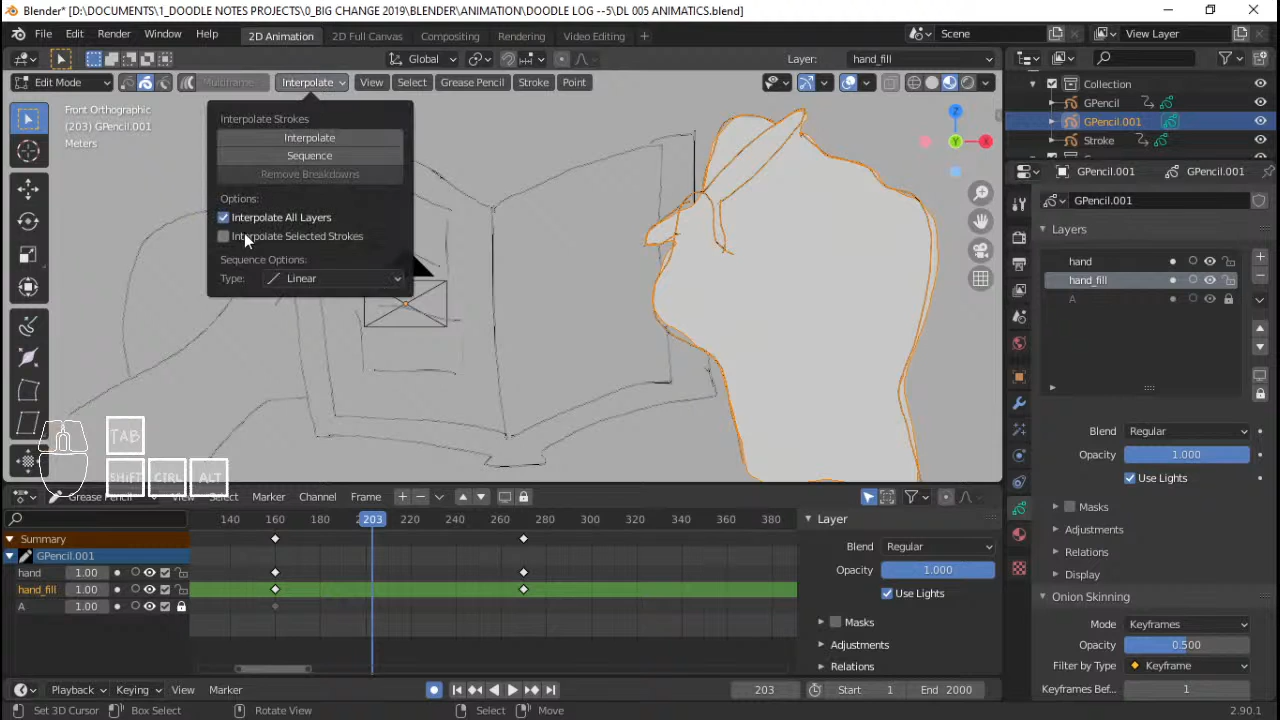 Blender* [D:\DOCUMENTS\1_DOODLE NOTES PROJECTS\0_BIG CHANGE 2019\BLENDER\ANIMATION\DOODLE LOG --5\DL 005 ANIMATICS.blend]
File Edit Render Window Help 2D Animation 2D Full Canvas Compositing Rendering Video Editing + Scene View Layer
Global Layer: hand_fill
Edit Mode Interpolate View Select Grease Pencil Stroke Point
Front Orthographic
(203) GPencil.001
Meters
Interpolate Strokes
Interpolate
Sequence
Remove Breakdowns
Options:
Interpolate All Layers
Interpolate Selected Strokes
Sequence Options:
Type: Linear
X
Y
Z
TAB
SHIFT CTRL ALT
Collection
GPencil
GPencil.001
Stroke
GPencil.001 GPencil.001
GPencil.001
Layers
hand
hand_fill
A
Blend Regular
Opacity 1.000
Use Lights
Masks
Adjustments
Relations
Display
Onion Skinning
Mode Keyframes
Opacity 0.500
Filter by Type Keyframe
Keyframes Bef... 1
Grease Pencil View Select Marker Channel Frame
140 160 180 203 220 240 260 280 300 320 340 360 380
Summary
GPencil.001
hand 1.00
hand_fill 1.00
A 1.00
Layer
Blend Regular
Opacity 1.000
Use Lights
Masks
Adjustments
Relations
Playback Keying View Marker 203 Start 1 End 2000
Set 3D Cursor Box Select Rotate View Select Move 2.90.1